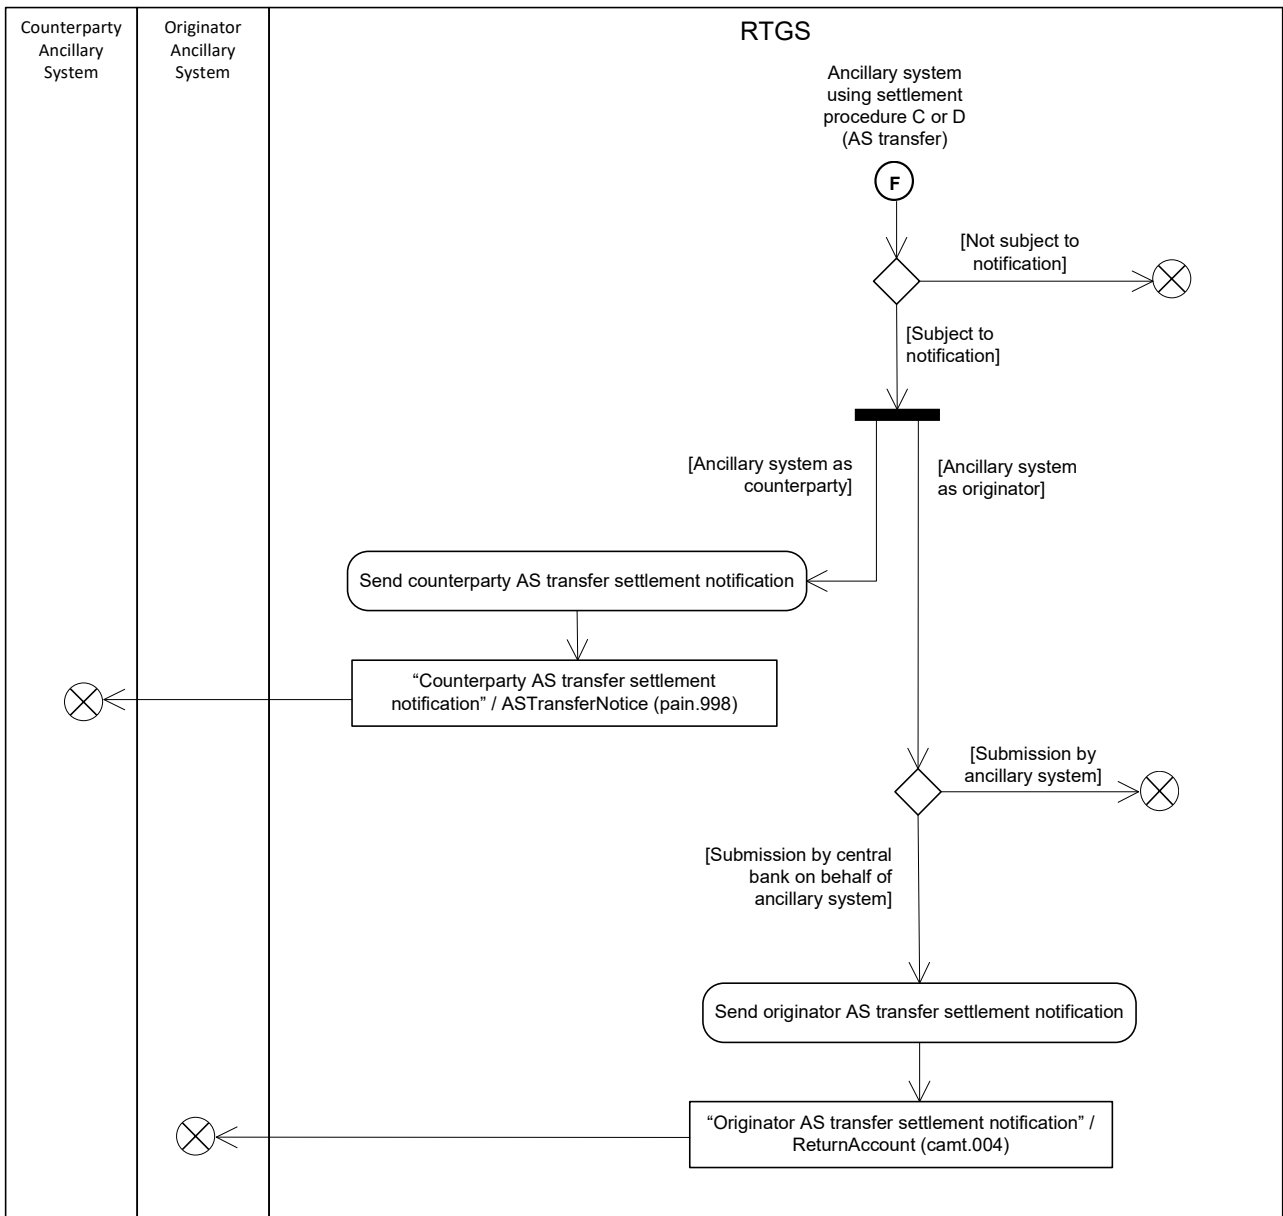 Counterparty
Ancillary
System
Originator
Ancillary
System
RTGS
Ancillary system
using settlement
procedure C or D
(AS transfer)
F
[Not subject to
notification]
[Subject to
notification]
[Ancillary system as
counterparty]
[Ancillary system
as originator]
Send counterparty AS transfer settlement notification
“Counterparty AS transfer settlement
notification” / ASTransferNotice (pain.998)
[Submission by
ancillary system]
[Submission by central
bank on behalf of
ancillary system]
Send originator AS transfer settlement notification
“Originator AS transfer settlement notification” /
ReturnAccount (camt.004)